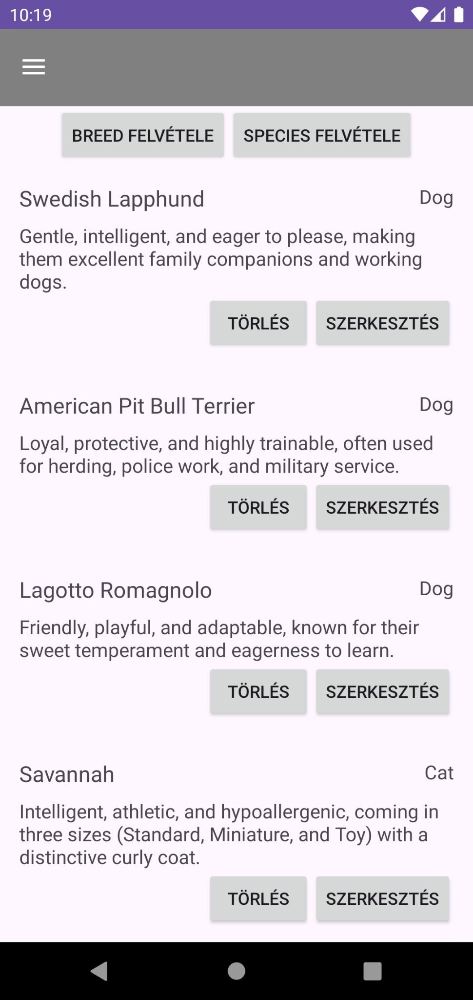 10:19
BREED FELVÉTELE
SPECIES FELVÉTELE
Swedish Lapphund
Dog
Gentle, intelligent, and eager to please, making
them excellent family companions and working
dogs.
TÖRLÉS
SZERKESZTÉS
American Pit Bull Terrier
Dog
Loyal, protective, and highly trainable, often used
for herding, police work, and military service.
TÖRLÉS
SZERKESZTÉS
Lagotto Romagnolo
Dog
Friendly, playful, and adaptable, known for their
sweet temperament and eagerness to learn.
TÖRLÉS
SZERKESZTÉS
Savannah
Cat
Intelligent, athletic, and hypoallergenic, coming in
three sizes (Standard, Miniature, and Toy) with a
distinctive curly coat.
TÖRLÉS
SZERKESZTÉS